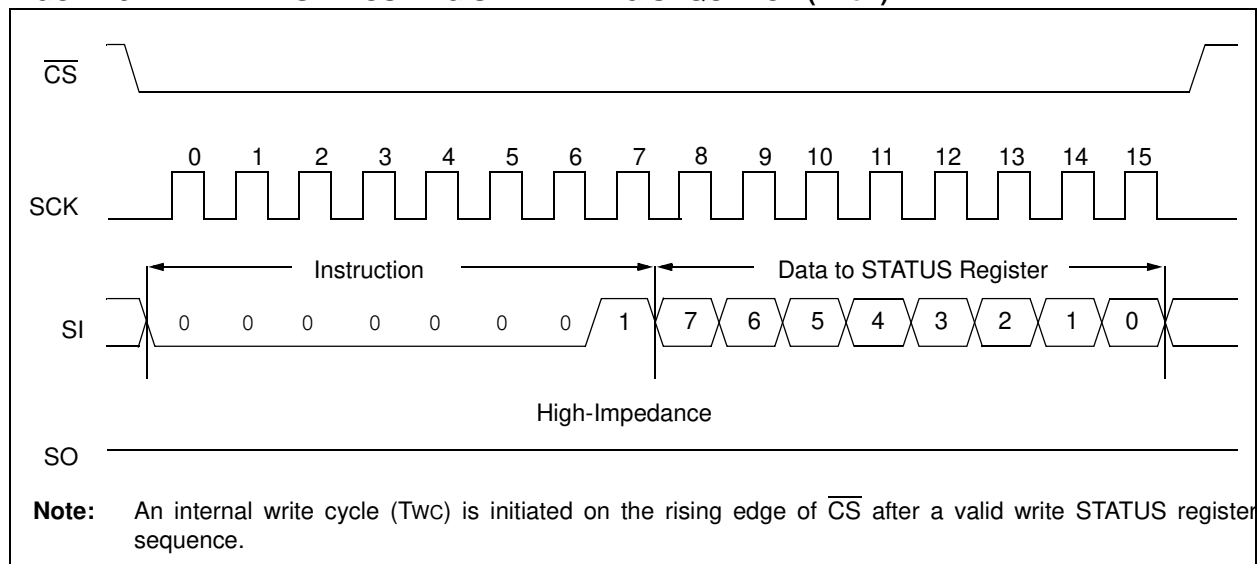 CS
0 1 2 3 4 5 6 7 8 9 10 11 12 13 14 15
SCK
Instruction
Data to STATUS Register
SI
0 0 0 0 0 0 0 1 7 6 5 4 3 2 1 0
High-Impedance
SO
Note: An internal write cycle (TWC) is initiated on the rising edge of CS after a valid write STATUS register
sequence.